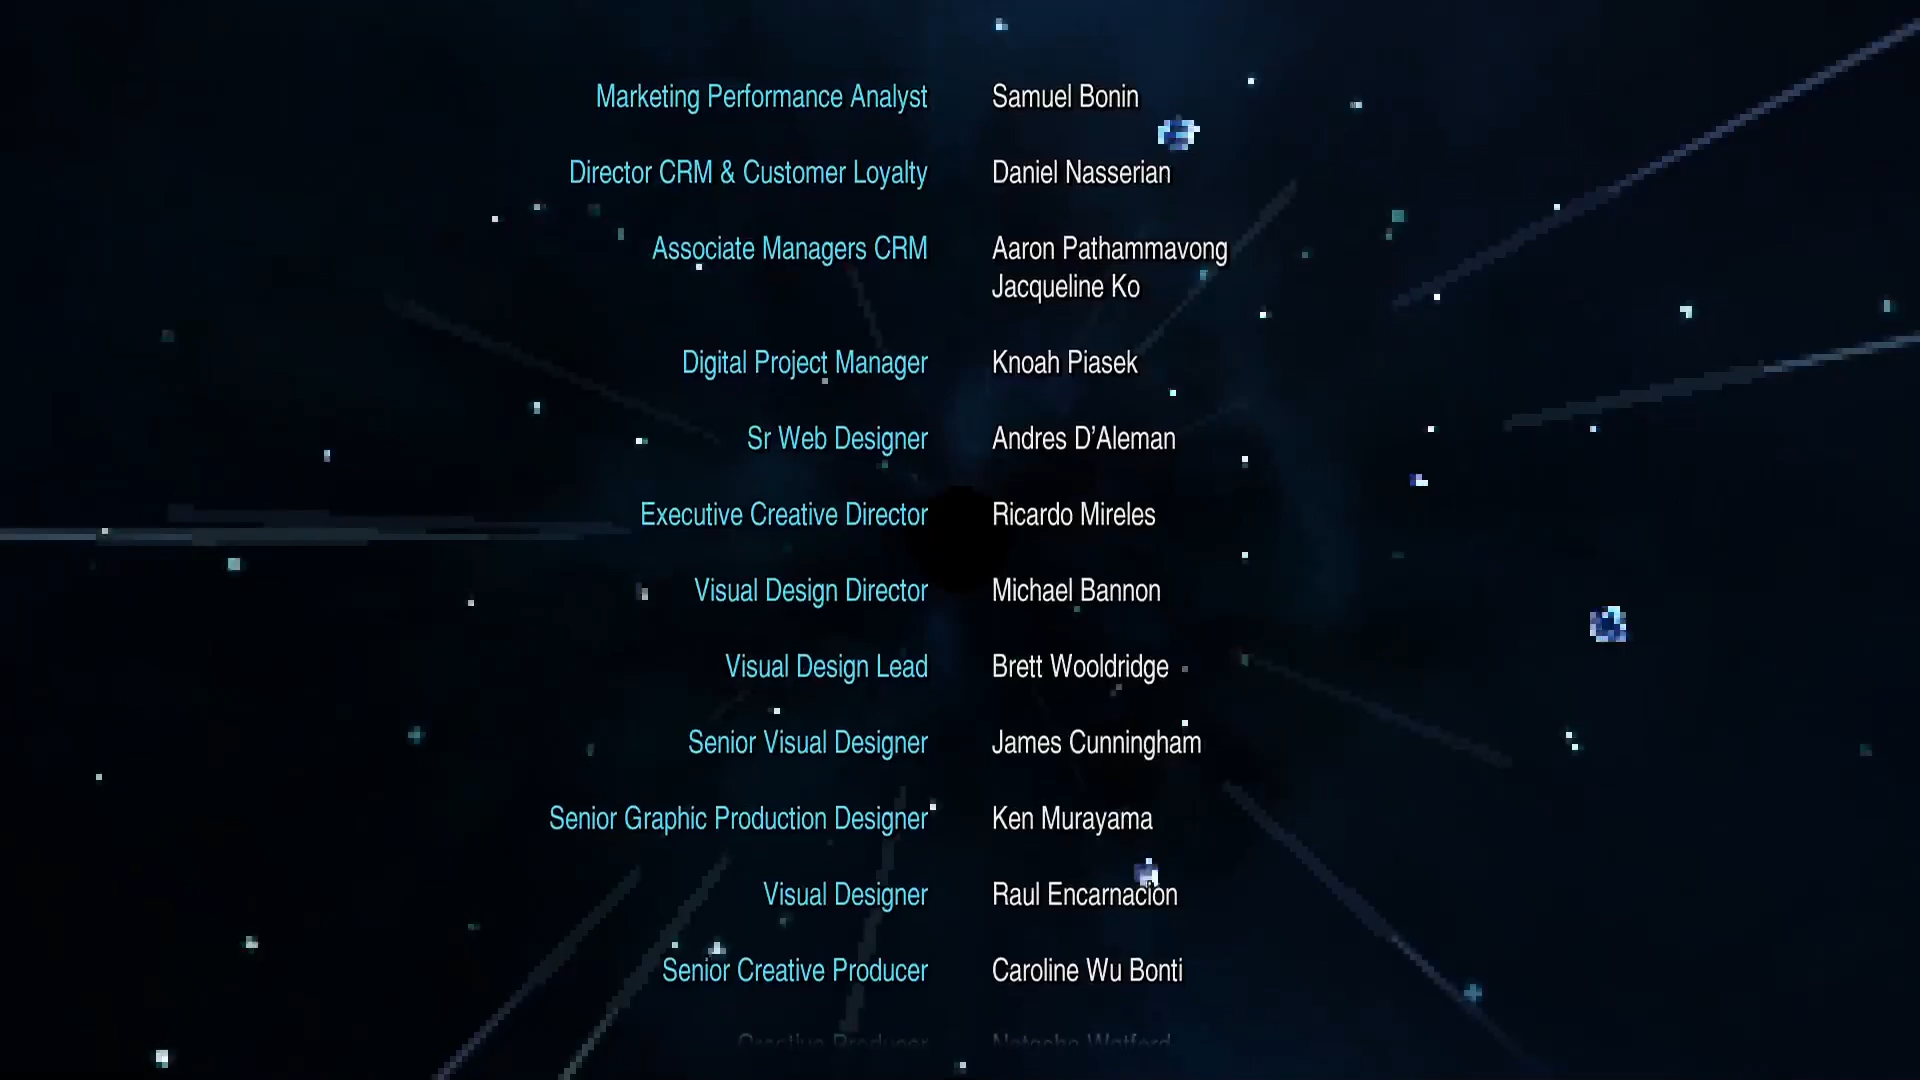 Marketing Performance Analyst Samuel Bonin
Director CRM & Customer Loyalty Daniel Nasserian
Associate Managers CRM Aaron Pathammavong
Jacqueline Ko
Digital Project Manager Knoah Piasek
Sr Web Designer Andres D’Aleman
Executive Creative Director Ricardo Mireles
Visual Design Director Michael Bannon
Visual Design Lead Brett Wooldridge
Senior Visual Designer James Cunningham
Senior Graphic Production Designer Ken Murayama
Visual Designer Raul Encarnación
Senior Creative Producer Caroline Wu Bonti
Creative Producer